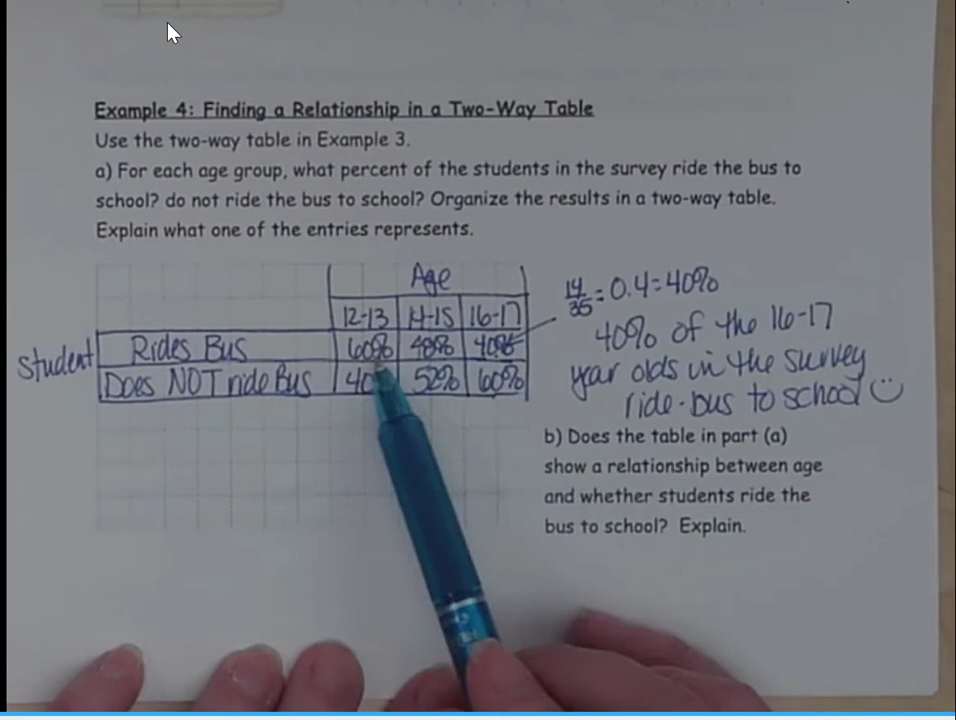 Example 4: Finding a Relationship in a Two-Way Table
Use the two-way table in Example 3.
a) For each age group, what percent of the students in the survey ride the bus to
school? do not ride the bus to school? Organize the results in a two-way table.
Explain what one of the entries represents.
Age
12-13 14-15 16-17
Student
Rides Bus 60% 48% 40%
Does NOT ride Bus 40 52% 60%
14/35 = 0.4 = 40%
40% of the 16-17
year olds in the survey
ride bus to school
b) Does the table in part (a)
show a relationship between age
and whether students ride the
bus to school? Explain.